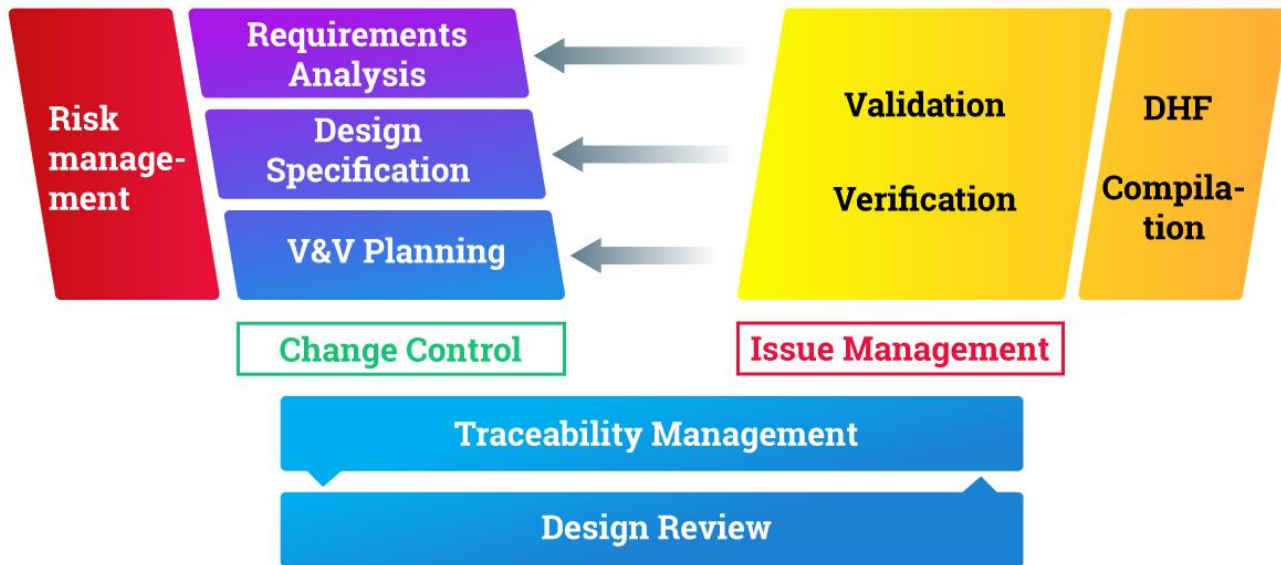 Risk
manage-
ment
Requirements
Analysis
Design
Specification
V&V Planning
Validation
Verification
DHF
Compila-
tion
Change Control
Issue Management
Traceability Management
Design Review